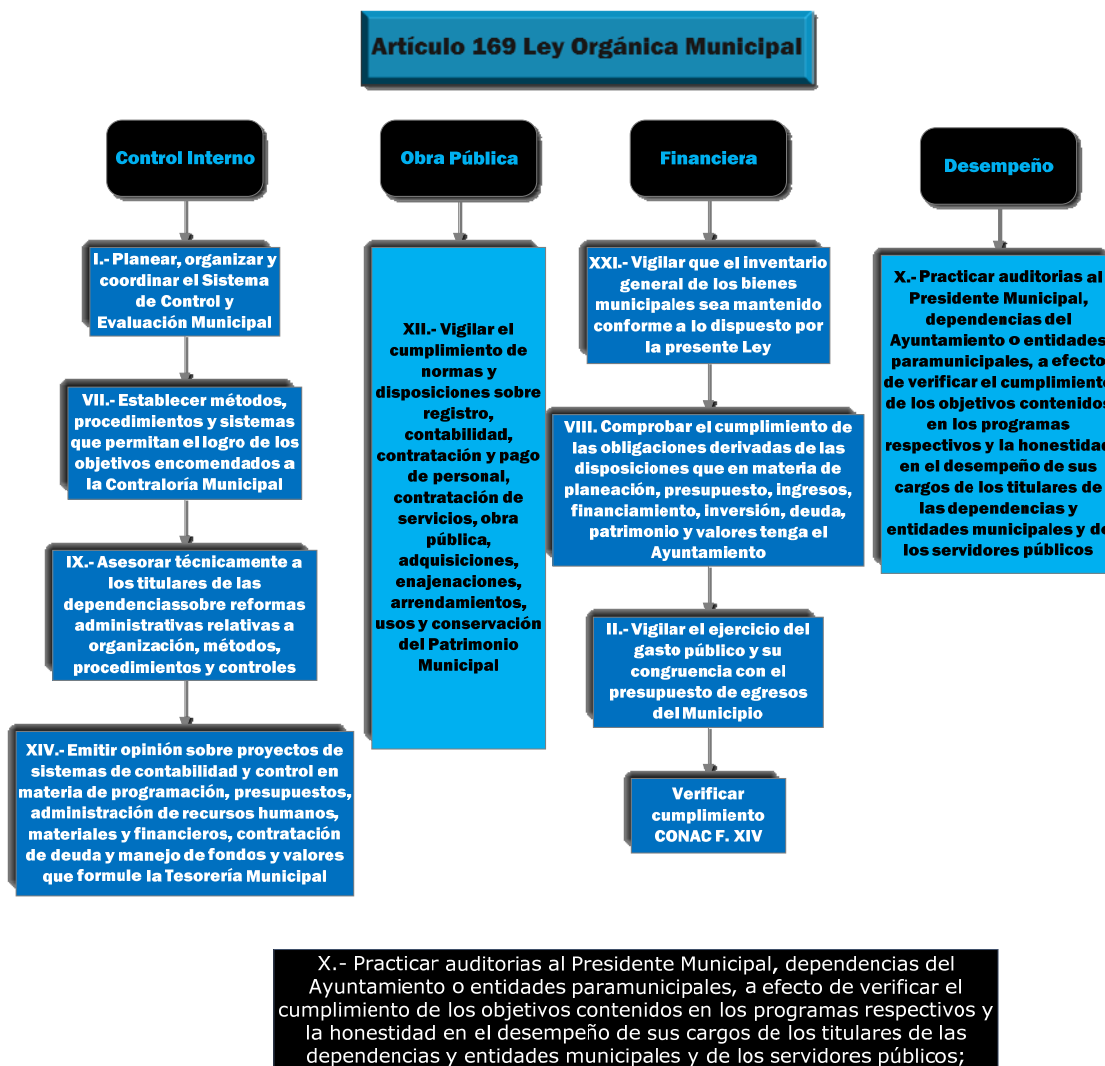 Artículo 169 Ley Orgánica Municipal
Control Interno
I.- Planear, organizar y
coordinar el Sistema
de Control y
Evaluación Municipal
VII.- Establecer métodos,
procedimientos y sistemas
que permitan el logro de los
objetivos encomendados a
la Contraloría Municipal
IX.- Asesorar técnicamente a
los titulares de las
dependenciassobre reformas
administrativas relativas a
organización, métodos,
procedimientos y controles
XIV.- Emitir opinión sobre proyectos de
sistemas de contabilidad y control en
materia de programación, presupuestos,
administración de recursos humanos,
materiales y financieros, contratación
de deuda y manejo de fondos y valores
que formule la Tesorería Municipal
Obra Pública
XII.- Vigilar el
cumplimiento de
normas y
disposiciones sobre
registro,
contabilidad,
contratación y pago
de personal,
contratación de
servicios, obra
pública,
adquisiciones,
enajenaciones,
arrendamientos,
usos y conservación
del Patrimonio
Municipal
Financiera
XXI.- Vigilar que el inventario
general de los bienes
municipales sea mantenido
conforme a lo dispuesto por
la presente Ley
VIII. Comprobar el cumplimiento de
las obligaciones derivadas de las
disposiciones que en materia de
planeación, presupuesto, ingresos,
financiamiento, inversión, deuda,
patrimonio y valores tenga el
Ayuntamiento
II.- Vigilar el ejercicio del
gasto público y su
congruencia con el
presupuesto de egresos
del Municipio
Verificar
cumplimiento
CONAC F. XIV
Desempeño
X.- Practicar auditorias al
Presidente Municipal,
dependencias del
Ayuntamiento o entidades
paramunicipales, a efecto
de verificar el cumplimiento
de los objetivos contenidos
en los programas
respectivos y la honestidad
en el desempeño de sus
cargos de los titulares de
las dependencias y
entidades municipales y de
los servidores públicos
X.- Practicar auditorias al Presidente Municipal, dependencias del
Ayuntamiento o entidades paramunicipales, a efecto de verificar el
cumplimiento de los objetivos contenidos en los programas respectivos y
la honestidad en el desempeño de sus cargos de los titulares de las
dependencias y entidades municipales y de los servidores públicos;